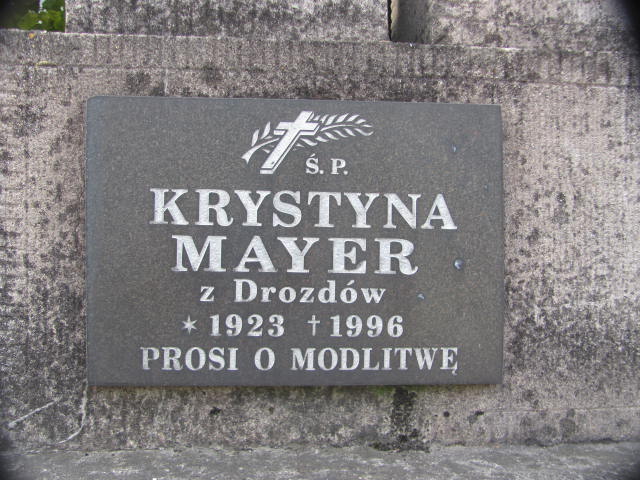 Ś. P.
KRYSTYNA
MAYER
z Drozdów
* 1923 † 1996
PROSI O MODLITWĘ